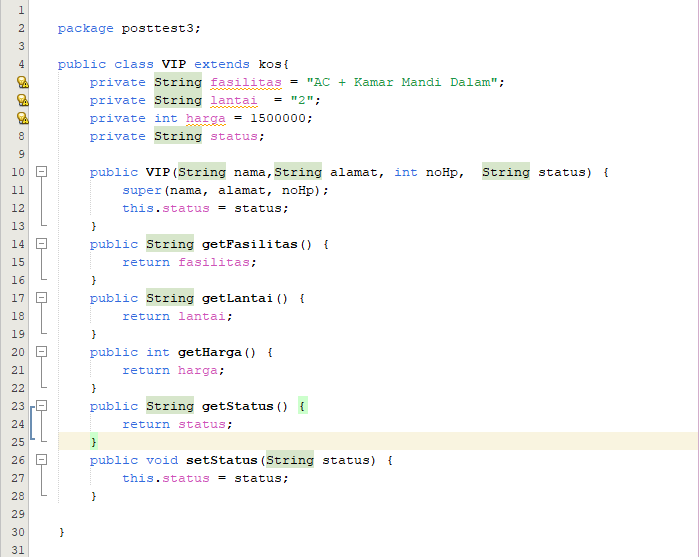 1
2 package posttest3;
3
4 public class VIP extends kos{
private String fasilitas = "AC + Kamar Mandi Dalam";
private String lantai  = "2";
private int harga = 1500000;
8 private String status;
9
10 public VIP(String nama,String alamat, int noHp,  String status) {
11 super(nama, alamat, noHp);
12 this.status = status;
13 }
14 public String getFasilitas() {
15 return fasilitas;
16 }
17 public String getLantai() {
18 return lantai;
19 }
20 public int getHarga() {
21 return harga;
22 }
23 public String getStatus() {
24 return status;
25 }
26 public void setStatus(String status) {
27 this.status = status;
28 }
29
30 }
31